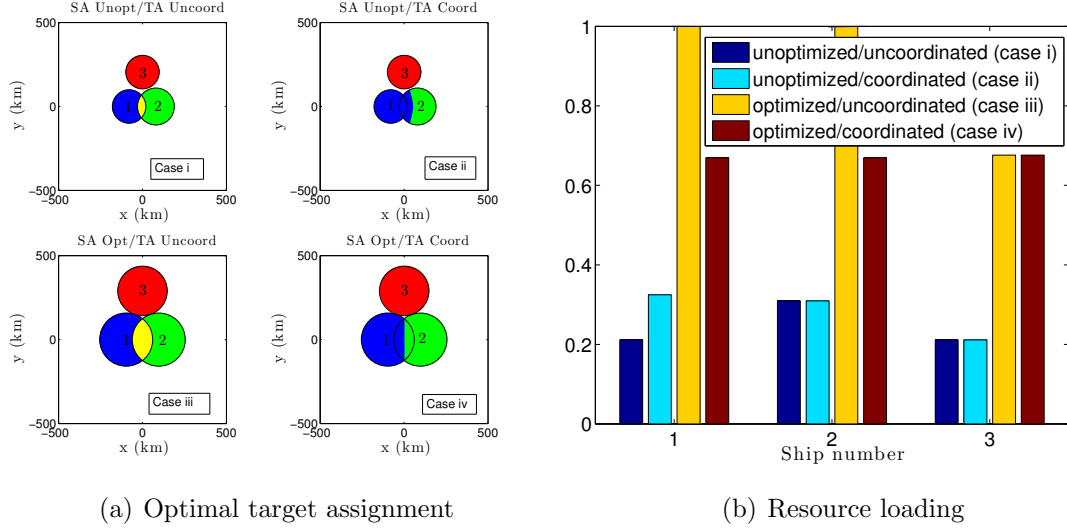 SA Unopt/TA Uncoord
500
y (km)
0
−500
−500 0 500
x (km)
3
1 2
Case i
SA Unopt/TA Coord
500
y (km)
0
−500
−500 0 500
x (km)
3
1 2
Case ii
SA Opt/TA Uncoord
500
y (km)
0
−500
−500 0 500
x (km)
3
1 2
Case iii
SA Opt/TA Coord
500
y (km)
0
−500
−500 0 500
x (km)
3
1 2
Case iv
(a) Optimal target assignment
1
0.8
0.6
0.4
0.2
0
unoptimized/uncoordinated (case i)
unoptimized/coordinated (case ii)
optimized/uncoordinated (case iii)
optimized/coordinated (case iv)
1 2 3
Ship number
(b) Resource loading